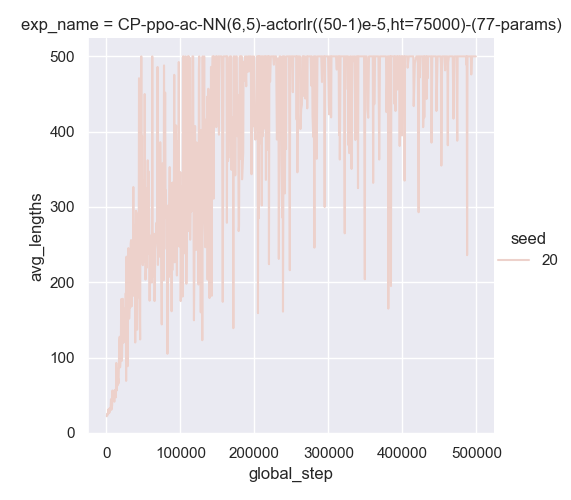 exp_name = CP-ppo-ac-NN(6,5)-actorlr((50-1)e-5,ht=75000)-(77-params)
500
400
300
200
100
0
avg_lengths
0 100000 200000 300000 400000 500000
global_step
seed
20